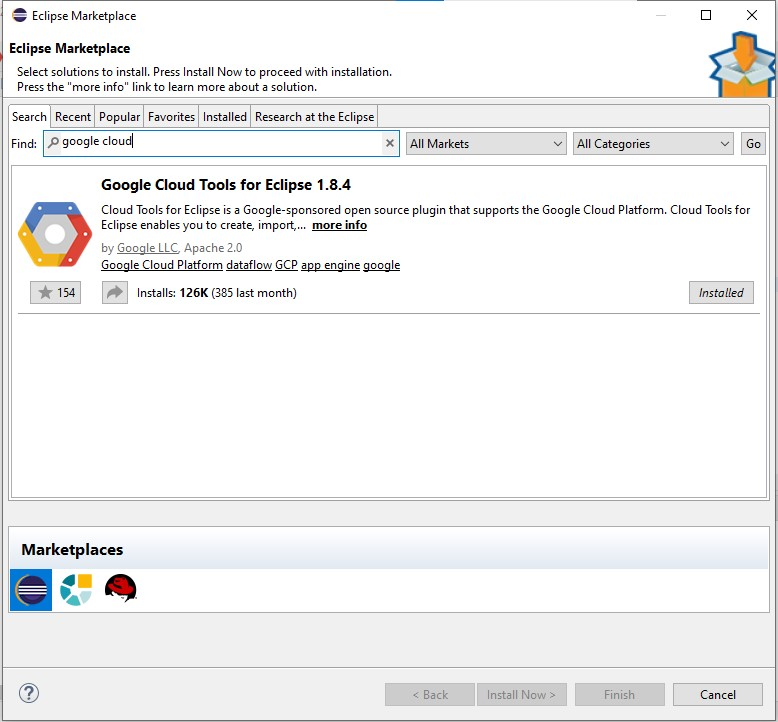 Eclipse Marketplace
Eclipse Marketplace
Select solutions to install. Press Install Now to proceed with installation.
Press the "more info" link to learn more about a solution.
Search Recent Popular Favorites Installed Research at the Eclipse
Find: google cloud All Markets All Categories Go
Google Cloud Tools for Eclipse 1.8.4
Cloud Tools for Eclipse is a Google-sponsored open source plugin that supports the Google Cloud Platform. Cloud Tools for
Eclipse enables you to create, import,... more info
by Google LLC, Apache 2.0
Google Cloud Platform dataflow GCP app engine google
154 Installs: 126K (385 last month) Installed
Marketplaces
? < Back Install Now > Finish Cancel